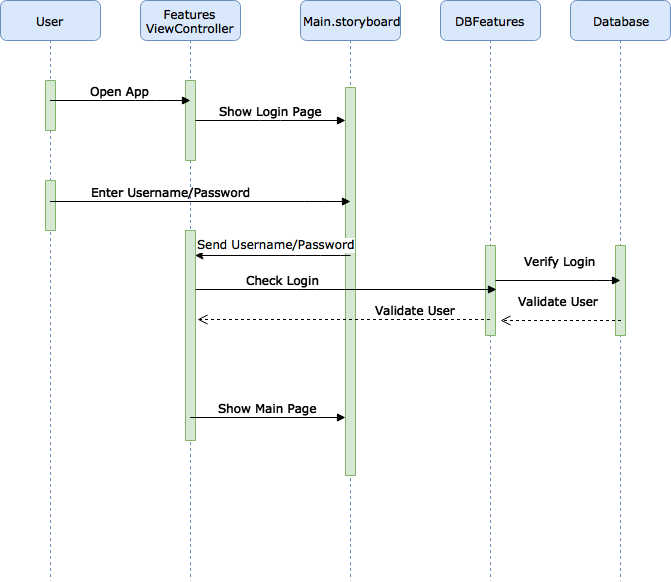 User
Features
ViewController
Main.storyboard
DBFeatures
Database
Open App
Show Login Page
Enter Username/Password
Send Username/Password
Verify Login
Check Login
Validate User
Validate User
Show Main Page